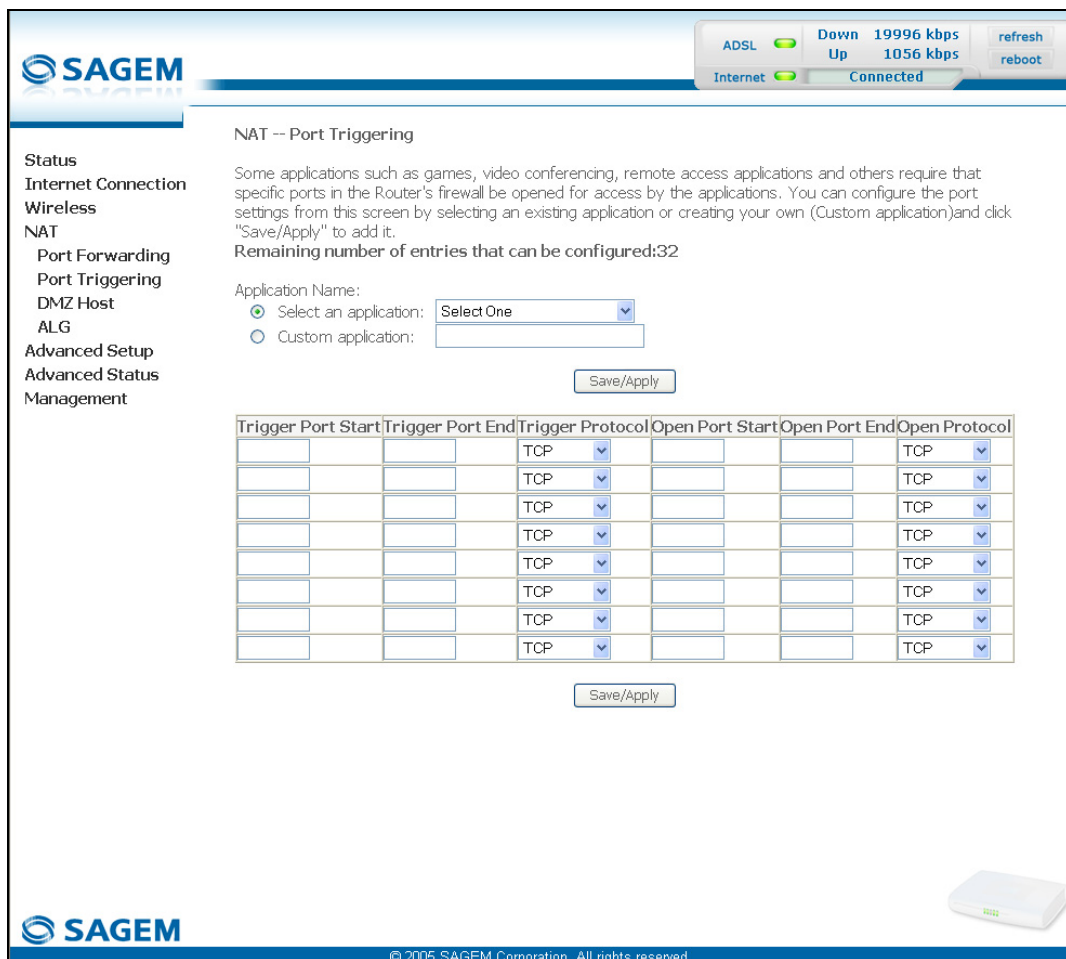 SAGEM
ADSL Down 19996 kbps refresh
Up 1056 kbps reboot
Internet Connected
Status
Internet Connection
Wireless
NAT
Port Forwarding
Port Triggering
DMZ Host
ALG
Advanced Setup
Advanced Status
Management
NAT -- Port Triggering
Some applications such as games, video conferencing, remote access applications and others require that
specific ports in the Router's firewall be opened for access by the applications. You can configure the port
settings from this screen by selecting an existing application or creating your own (Custom application)and click
"Save/Apply" to add it.
Remaining number of entries that can be configured:32
Application Name:
Select an application: Select One
Custom application:
Save/Apply
Trigger Port Start Trigger Port End Trigger Protocol Open Port Start Open Port End Open Protocol
TCP TCP
TCP TCP
TCP TCP
TCP TCP
TCP TCP
TCP TCP
TCP TCP
TCP TCP
Save/Apply
SAGEM
© 2005 SAGEM Corporation. All rights reserved.